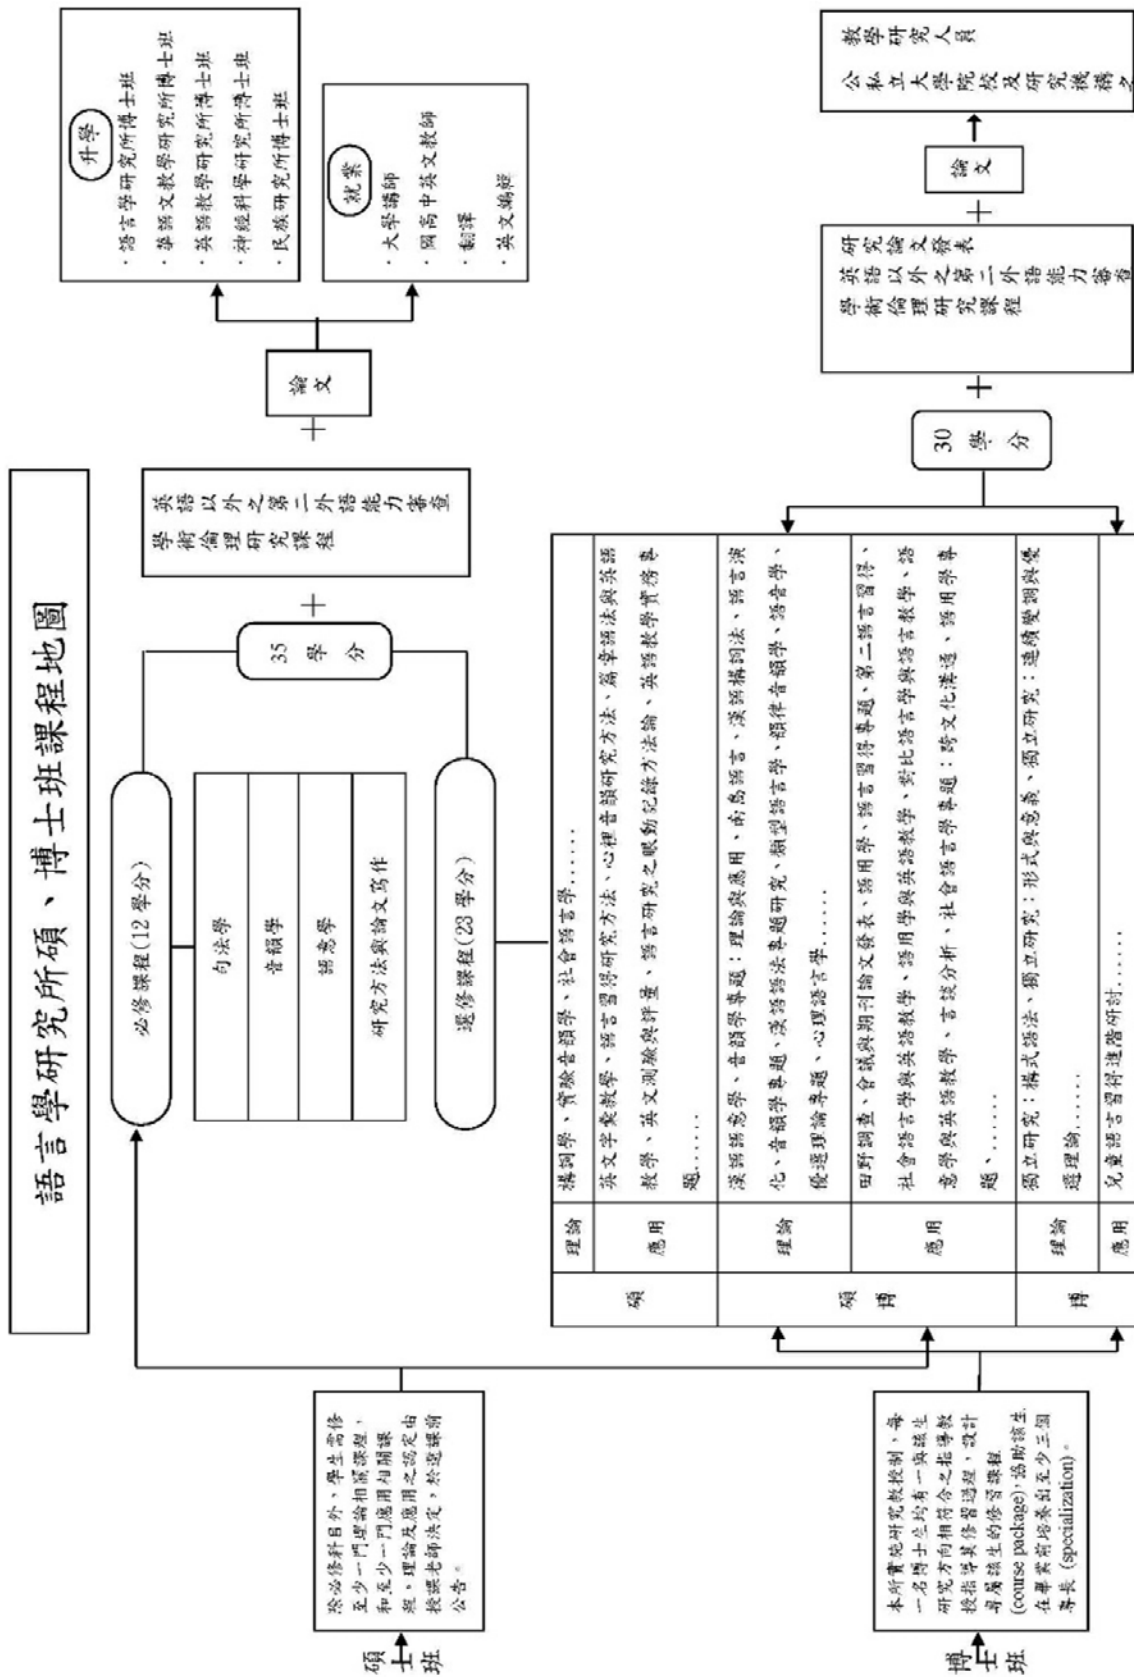 語言學研究所碩、博士班課程地圖
碩士班
除必修科目外，學生需修
至少一門理論相關課程，
和至少一門應用相關課
程。理論及應用之認定由
授課老師決定，於選課前
公告。
必修課程(12 學分)
句法學
音韻學
語意學
研究方法與論文寫作
選修課程(23 學分)
35
學
分
＋
英語以外之第二外語能力審查
學術倫理研究課程
＋
論文
升學
・語言學研究所博士班
・華語文教學研究所博士班
・英語教學研究所博士班
・神經科學研究所博士班
・民族研究所博士班
就業
・大學講師
・國高中英文教師
・翻譯
・英文編輯
碩
理論
構詞學、實驗音韻學、社會語言學......
應用
英文字彙教學、語言習得研究方法、心裡音韻研究方法、篇章語法與英語
教學、英文測驗與評量、語言研究之眼動記錄方法論、英語教學實務專
題......
碩博
理論
漢語語意學、音韻學專題：理論與應用、南島語言、漢語構詞法、語言演
化、音韻學專題、漢語語法專題研究、類型語言學、韻律音韻學、語音學、
優選理論專題、心理語言學......
應用
田野調查、會議與期刊論文發表、語用學、語言習得專題、第二語言習得、
社會語言學與英語教學、語用學與英語教學、對比語言學與語言教學、語
意學與英語教學、言談分析、社會語言學專題：跨文化溝通、語用學專
題、......
博
理論
獨立研究：構式語法、獨立研究：形式與意義、獨立研究：連續變調與優
選理論......
應用
兒童語言習得進階研討......
博士班
本所實施研究教授制，每
一名博士生均有一與該生
研究方向相符合之指導教
授指導其修習過程，設計
專屬該生的修習課程
(course package)，協助該生
在畢業前培養出至少三個
專長 (specialization)。
30
學
分
＋
研究論文發表
英語以外之第二外語能力審查
學術倫理研究課程
＋
論文
公私立大學院校及研究機構之
教學研究人員